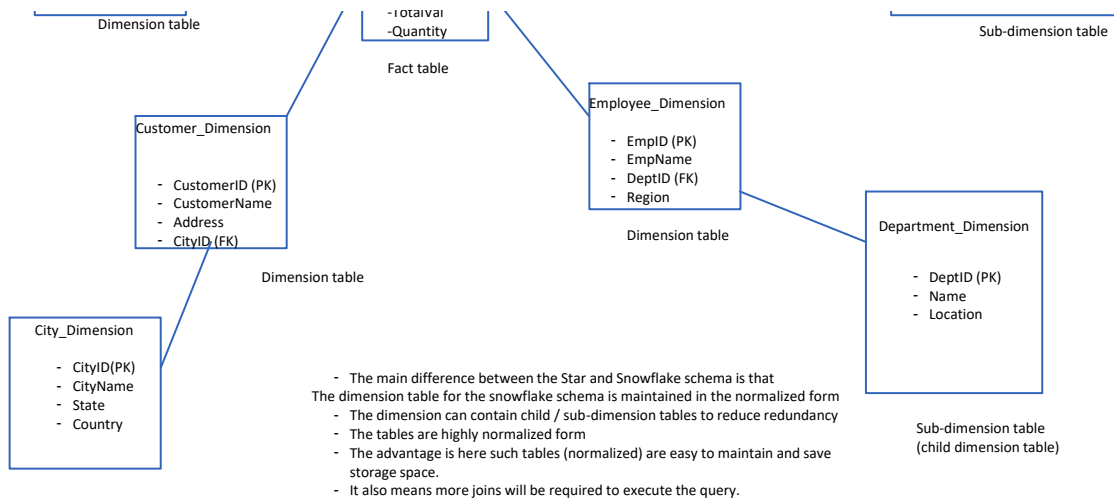 -TotalVal
-Quantity
Dimension table
Sub-dimension table
Fact table
Employee_Dimension
- EmpID (PK)
- EmpName
- DeptID (FK)
- Region
Customer_Dimension
- CustomerID (PK)
- CustomerName
- Address
- CityID (FK)
Dimension table
Department_Dimension
- DeptID (PK)
- Name
- Location
Dimension table
City_Dimension
- CityID(PK)
- CityName
- State
- Country
- The main difference between the Star and Snowflake schema is that
The dimension table for the snowflake schema is maintained in the normalized form
- The dimension can contain child / sub-dimension tables to reduce redundancy
- The tables are highly normalized form
- The advantage is here such tables (normalized) are easy to maintain and save
storage space.
- It also means more joins will be required to execute the query.
Sub-dimension table
(child dimension table)